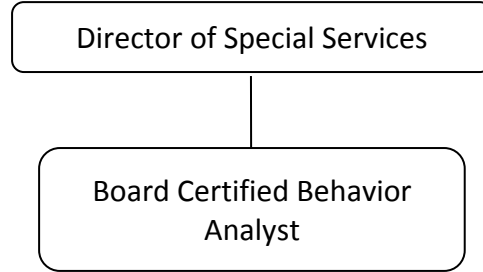 Director of Special Services
Board Certified Behavior
Analyst